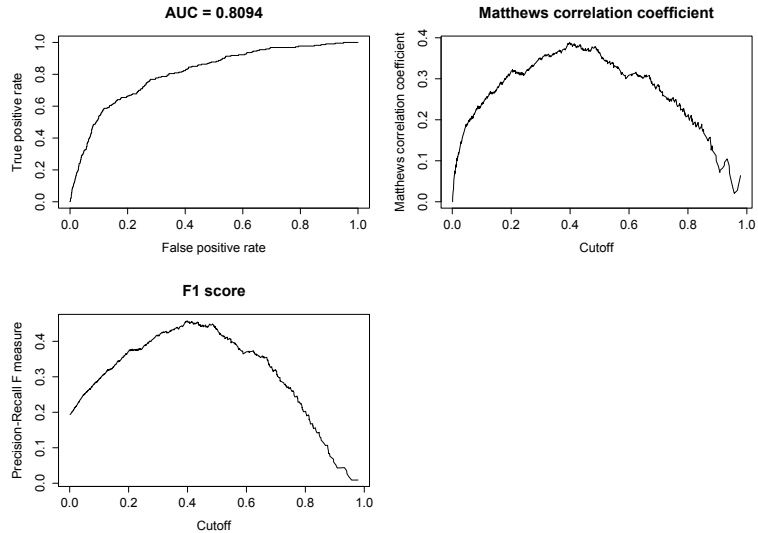 AUC = 0.8094
True positive rate
0.0 0.2 0.4 0.6 0.8 1.0
0.0 0.2 0.4 0.6 0.8 1.0
False positive rate
Matthews correlation coefficient
Matthews correlation coefficient
0.0 0.1 0.2 0.3 0.4
0.0 0.2 0.4 0.6 0.8 1.0
Cutoff
F1 score
Precision-Recall F measure
0.0 0.1 0.2 0.3 0.4
0.0 0.2 0.4 0.6 0.8 1.0
Cutoff